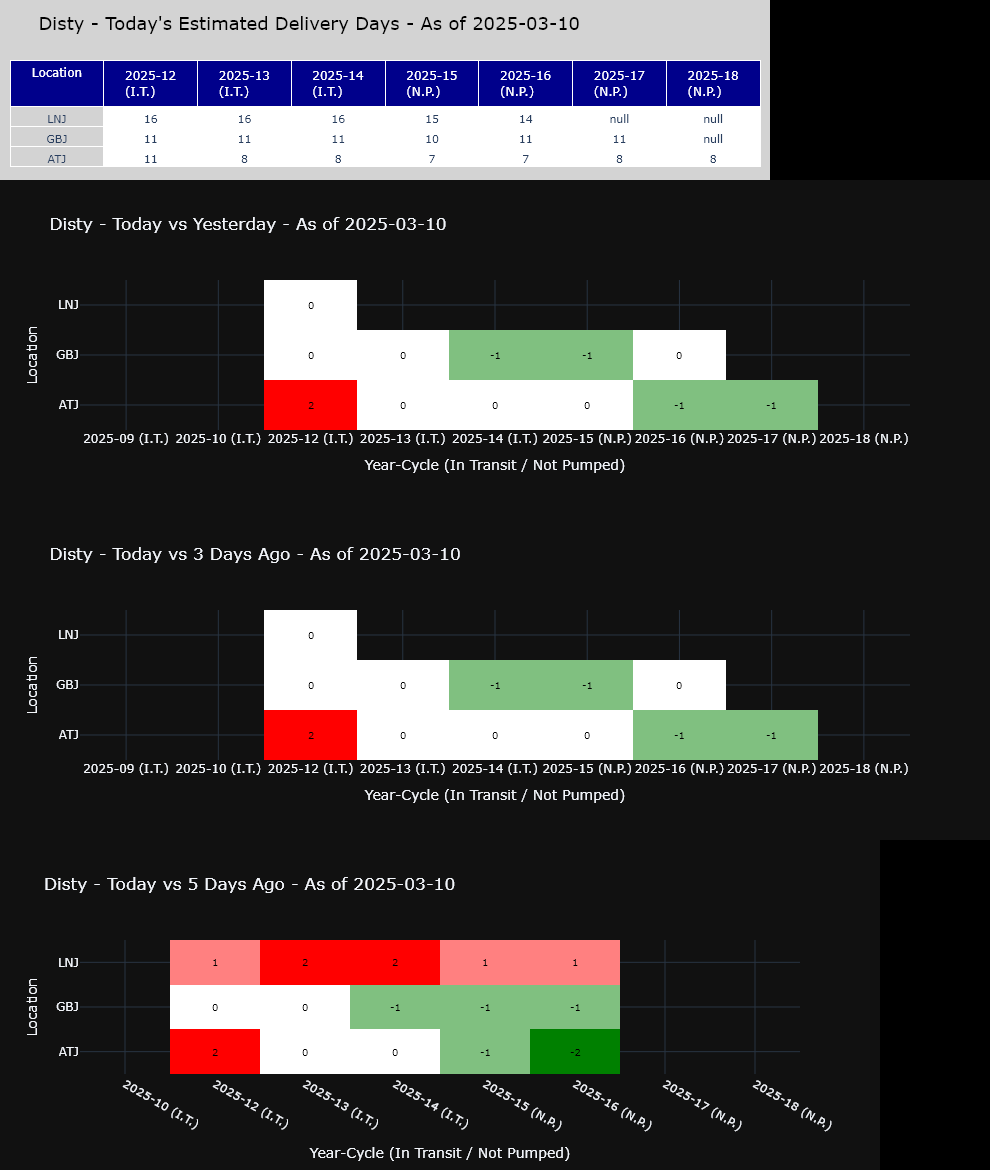 Disty - Today's Estimated Delivery Days - As of 2025-03-10
Location 2025-12 (I.T.) 2025-13 (I.T.) 2025-14 (I.T.) 2025-15 (N.P.) 2025-16 (N.P.) 2025-17 (N.P.) 2025-18 (N.P.)
LNJ 16 16 16 15 14 null null
GBJ 11 11 11 10 11 11 null
ATJ 11 8 8 7 7 8 8
Disty - Today vs Yesterday - As of 2025-03-10
Location
LNJ 0
GBJ 0 0 -1 -1 0
ATJ 2 0 0 0 -1 -1
2025-09 (I.T.) 2025-10 (I.T.) 2025-12 (I.T.) 2025-13 (I.T.) 2025-14 (I.T.) 2025-15 (N.P.) 2025-16 (N.P.) 2025-17 (N.P.) 2025-18 (N.P.)
Year-Cycle (In Transit / Not Pumped)
Disty - Today vs 3 Days Ago - As of 2025-03-10
Location
LNJ 0
GBJ 0 0 -1 -1 0
ATJ 2 0 0 0 -1 -1
2025-09 (I.T.) 2025-10 (I.T.) 2025-12 (I.T.) 2025-13 (I.T.) 2025-14 (I.T.) 2025-15 (N.P.) 2025-16 (N.P.) 2025-17 (N.P.) 2025-18 (N.P.)
Year-Cycle (In Transit / Not Pumped)
Disty - Today vs 5 Days Ago - As of 2025-03-10
Location
LNJ 1 2 2 1 1
GBJ 0 0 -1 -1 -1
ATJ 2 0 0 -1 -2
2025-10 (I.T.) 2025-12 (I.T.) 2025-13 (I.T.) 2025-14 (I.T.) 2025-15 (N.P.) 2025-16 (N.P.) 2025-17 (N.P.) 2025-18 (N.P.)
Year-Cycle (In Transit / Not Pumped)